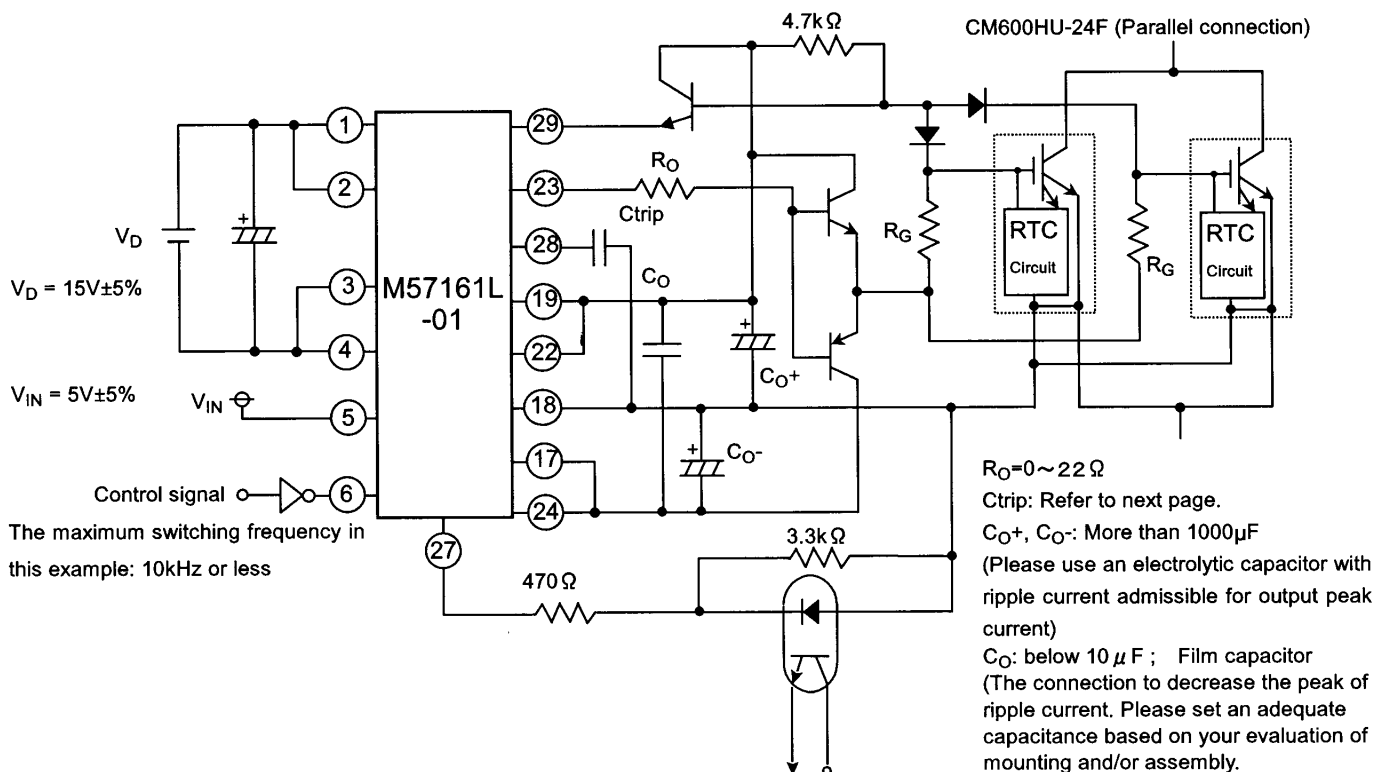 4.7kΩ
CM600HU-24F (Parallel connection)
1
29
2
23
RO
Ctrip
28
VD
RG
RTC
Circuit
RTC
Circuit
RG
VD = 15V±5%
3
M57161L
-01
19
CO
+
4
22
+
CO+
VIN = 5V±5%
VIN
5
18
+
CO-
17
Control signal
6
24
The maximum switching frequency in
this example: 10kHz or less
27
470Ω
3.3kΩ
RO=0～22Ω
Ctrip: Refer to next page.
CO+, CO-: More than 1000µF
(Please use an electrolytic capacitor with
ripple current admissible for output peak
current)
CO: below 10µF ; Film capacitor
(The connection to decrease the peak of
ripple current. Please set an adequate
capacitance based on your evaluation of
mounting and/or assembly.